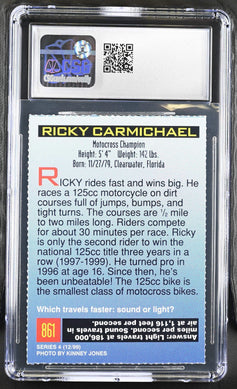 CSG
RICKY CARMICHAEL
Motocross Champion
Height: 5' 4" Weight: 142 Lbs.
Born: 11/27/79, Clearwater, Florida
RICKY rides fast and wins big. He
races a 125cc motorcycle on dirt
courses full of jumps, bumps, and
tight turns. The courses are ½ mile
to two miles long. Riders compete
for about 30 minutes per race. Ricky
is only the second rider to win the
national 125cc title three years in a
row (1997-1999). He turned pro in
1996 at age 16. Since then, he's
been unbeatable! The 125cc bike is
the smallest class of motocross bikes.
Which travels faster: sound or light?
Answer: Light travels at 186,000
miles per second. Sound travels in
air at 1,116 feet per second.
861
SERIES 4 (12/99)
PHOTO BY KINNEY JONES